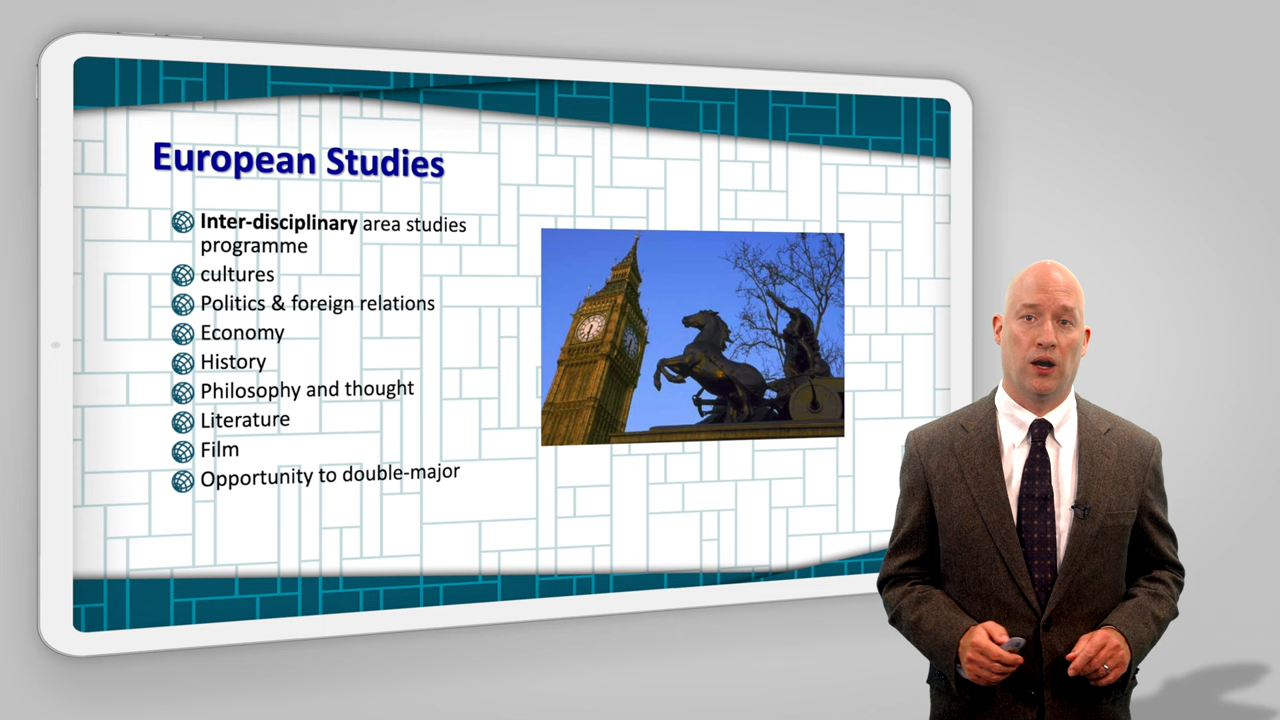 European Studies
Inter-disciplinary area studies
programme
cultures
Politics & foreign relations
Economy
History
Philosophy and thought
Literature
Film
Opportunity to double-major